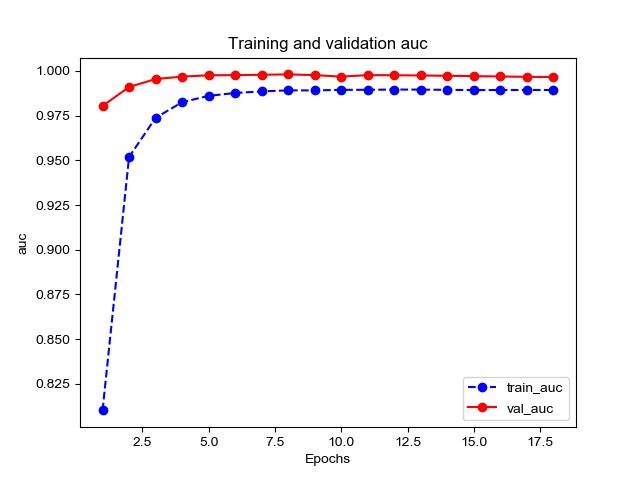 Training and validation auc
1.000
0.975
0.950
0.925
0.900
0.875
0.850
0.825
auc
train_auc
val_auc
2.5 5.0 7.5 10.0 12.5 15.0 17.5
Epochs